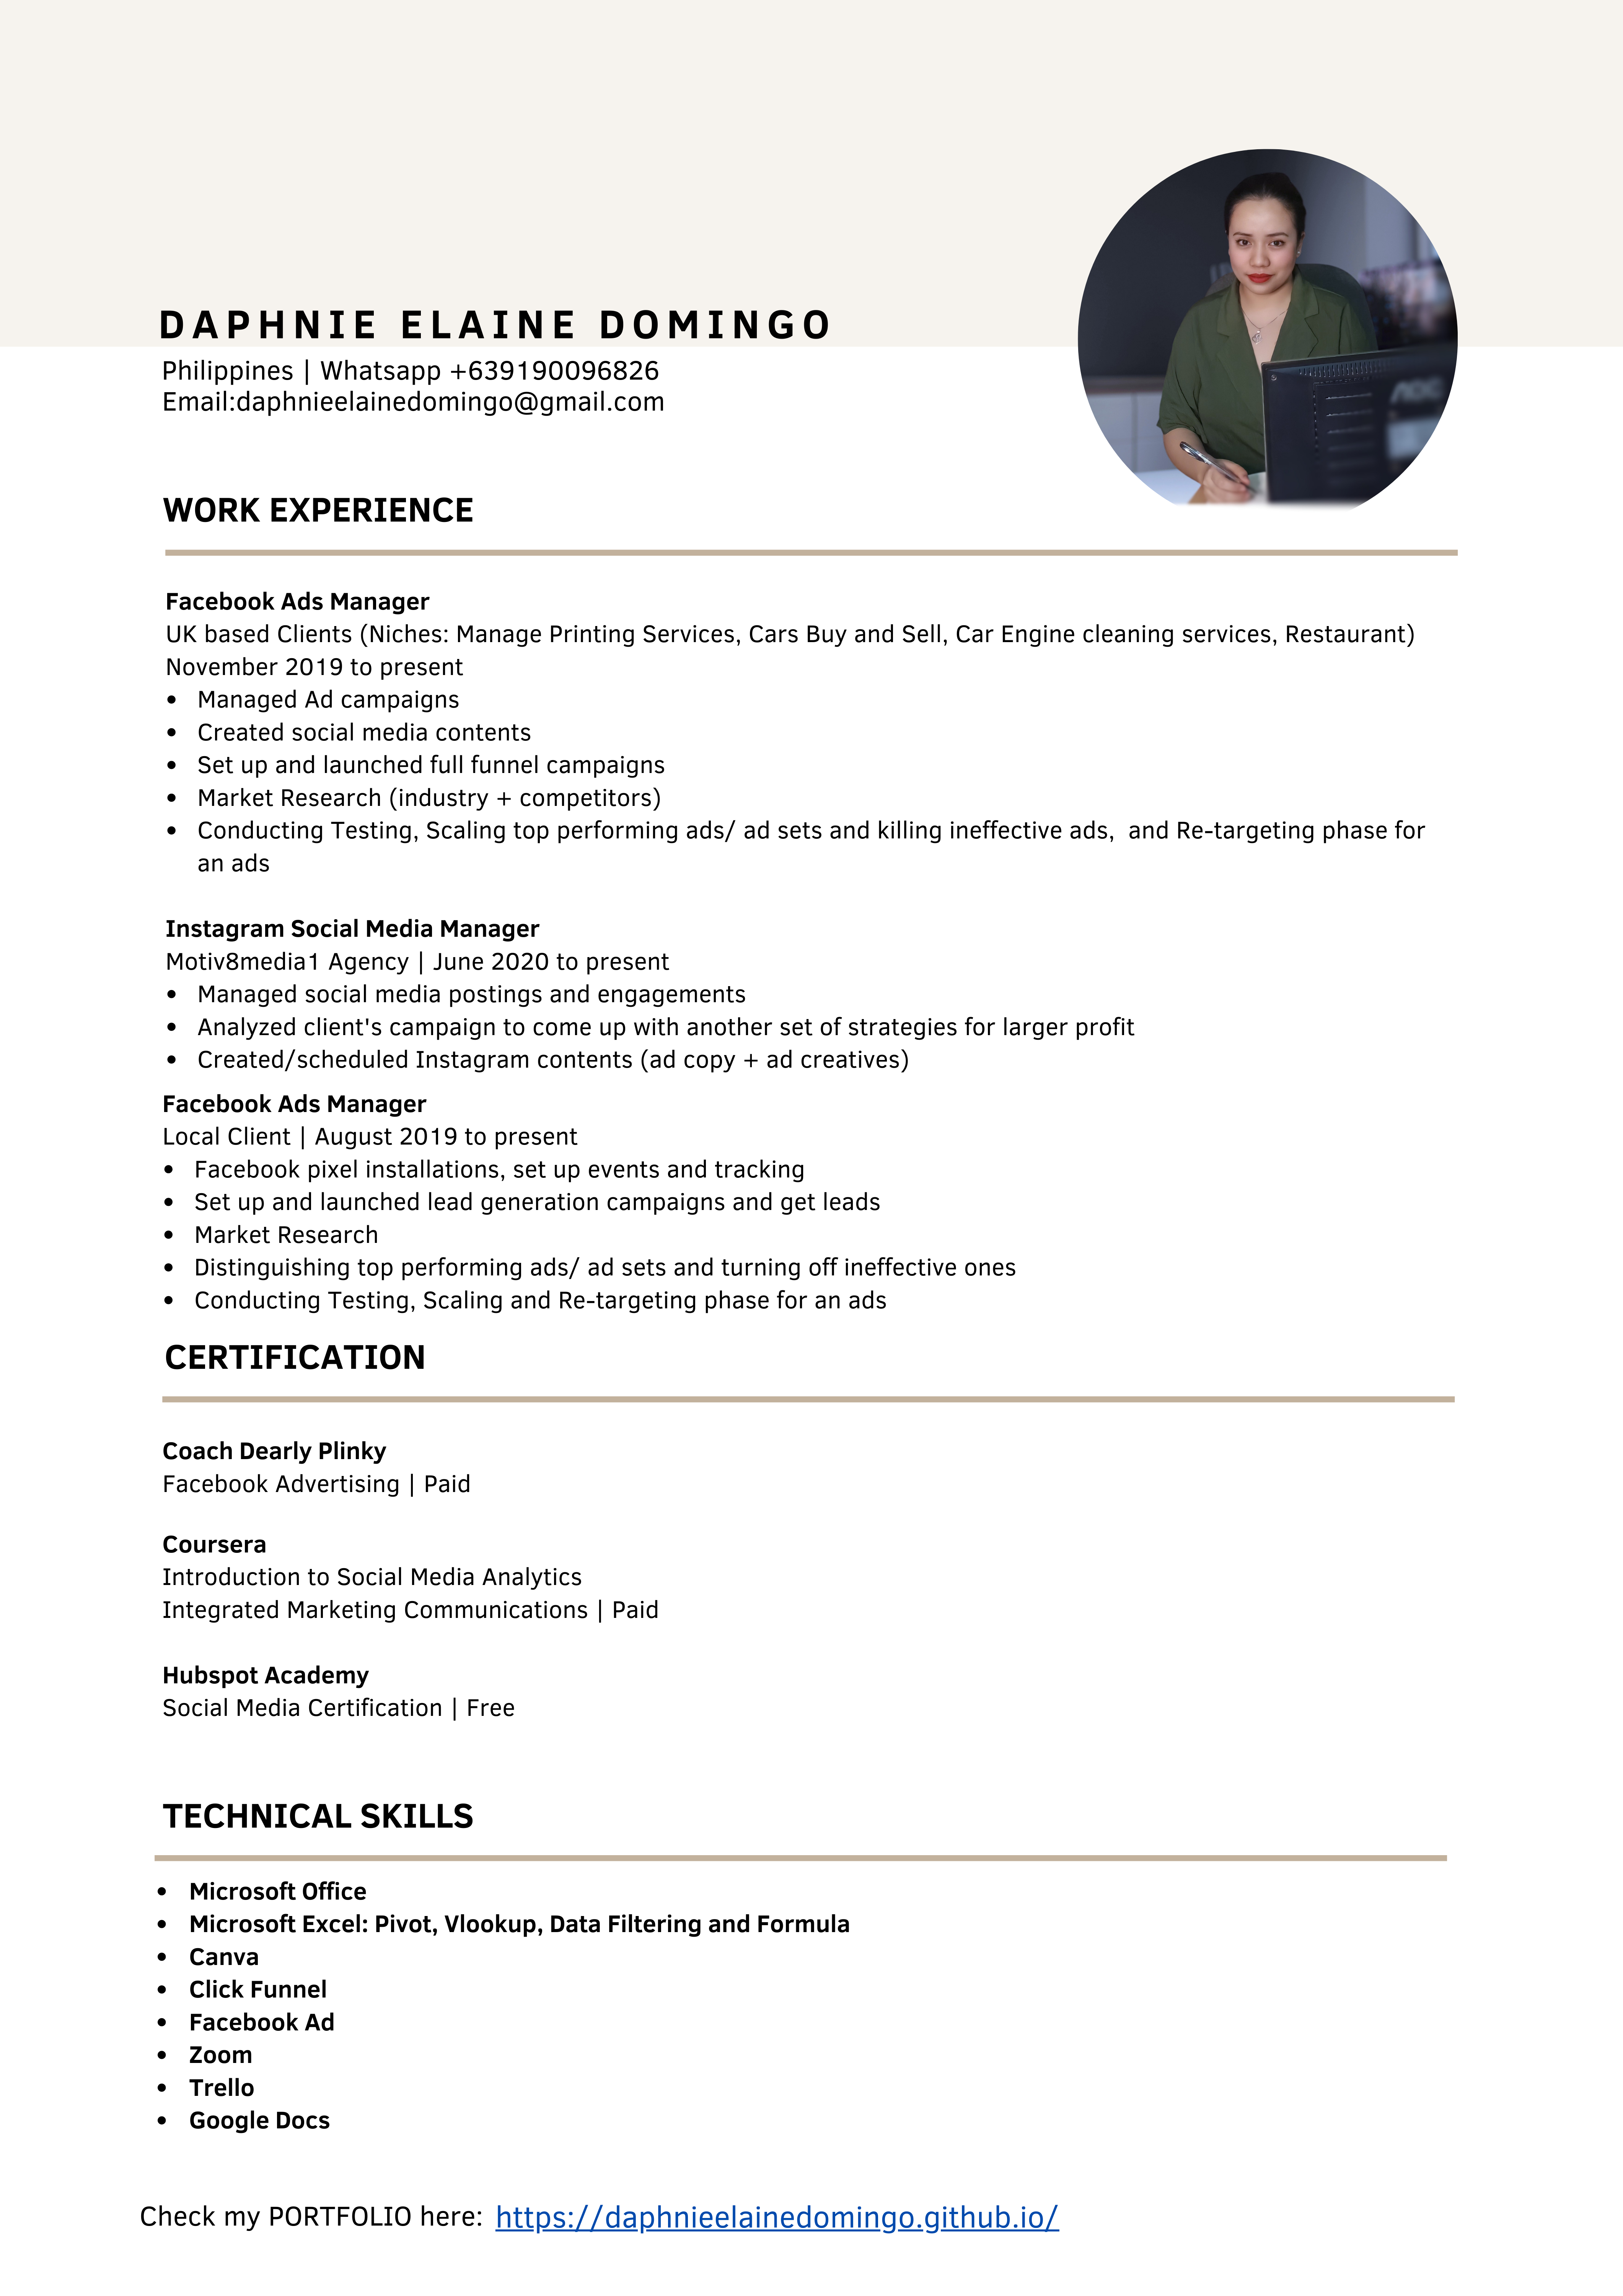 DAPHNIE ELAINE DOMINGO
Philippines | Whatsapp +639190096826
Email:daphnieelainedomingo@gmail.com
AOC
WORK EXPERIENCE
Facebook Ads Manager
UK based Clients (Niches: Manage Printing Services, Cars Buy and Sell, Car Engine cleaning services, Restaurant)
November 2019 to present
• Managed Ad campaigns
• Created social media contents
• Set up and launched full funnel campaigns
• Market Research (industry + competitors)
• Conducting Testing, Scaling top performing ads/ ad sets and killing ineffective ads,  and Re-targeting phase for
an ads
Instagram Social Media Manager
Motiv8media1 Agency | June 2020 to present
• Managed social media postings and engagements
• Analyzed client's campaign to come up with another set of strategies for larger profit
• Created/scheduled Instagram contents (ad copy + ad creatives)
Facebook Ads Manager
Local Client | August 2019 to present
• Facebook pixel installations, set up events and tracking
• Set up and launched lead generation campaigns and get leads
• Market Research
• Distinguishing top performing ads/ ad sets and turning off ineffective ones
• Conducting Testing, Scaling and Re-targeting phase for an ads
CERTIFICATION
Coach Dearly Plinky
Facebook Advertising | Paid
Coursera
Introduction to Social Media Analytics
Integrated Marketing Communications | Paid
Hubspot Academy
Social Media Certification | Free
TECHNICAL SKILLS
• Microsoft Office
• Microsoft Excel: Pivot, Vlookup, Data Filtering and Formula
• Canva
• Click Funnel
• Facebook Ad
• Zoom
• Trello
• Google Docs
Check my PORTFOLIO here: https://daphnieelainedomingo.github.io/